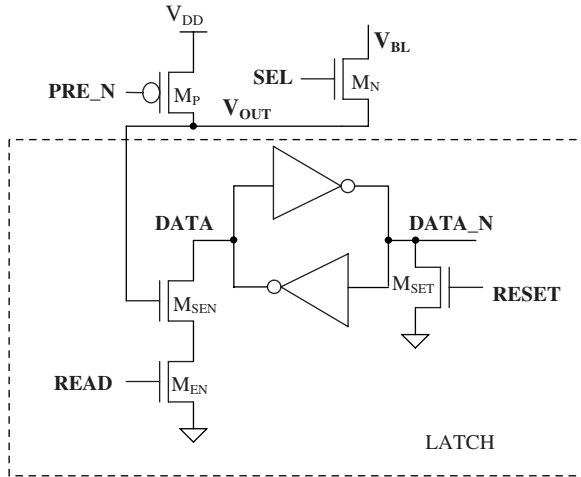 V_DD
V_BL
SEL
PRE_N
M_P
M_N
V_OUT
DATA
DATA_N
M_SEN
M_SET
RESET
READ
M_EN
LATCH